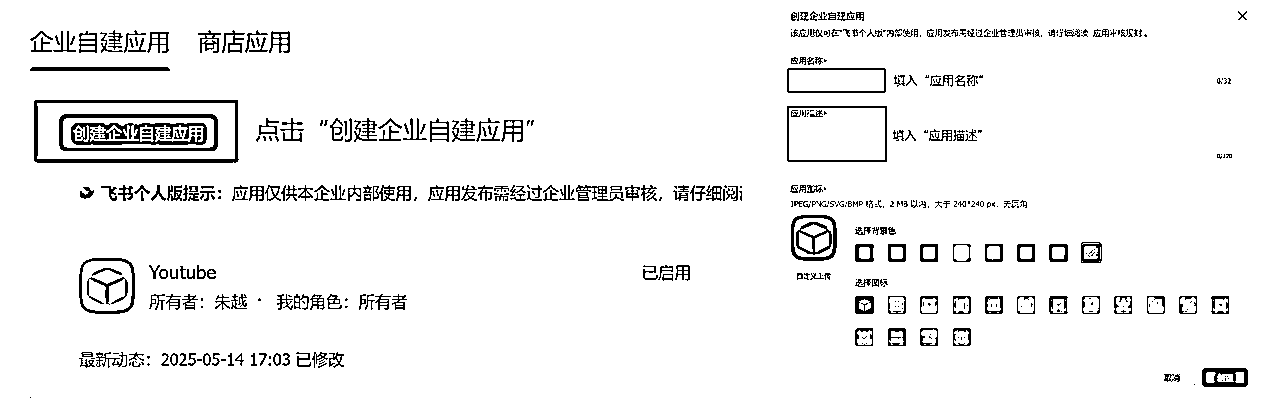 企业自建应用 商店应用
创建企业自建应用 点击“创建企业自建应用”
飞书个人版提示：应用仅供本企业内部使用，应用发布需经过企业管理员审核，请仔细阅
Youtube 已启用
所有者：朱越 · 我的角色：所有者
最新动态：2025-05-14 17:03 已修改
创建企业自建应用
该应用仅可在“飞书个人版”内部使用，应用发布需经过企业管理员审核，请仔细阅读 应用审核规则。
应用名称*
填入“应用名称“ 0/32
应用描述*
填入“应用描述”
0/120
应用图标*
JPEG/PNG/SVG/BMP 格式，2 MB 以内，大于 240*240 px，无圆角
选择背景色
自定义上传
选择图标
取消